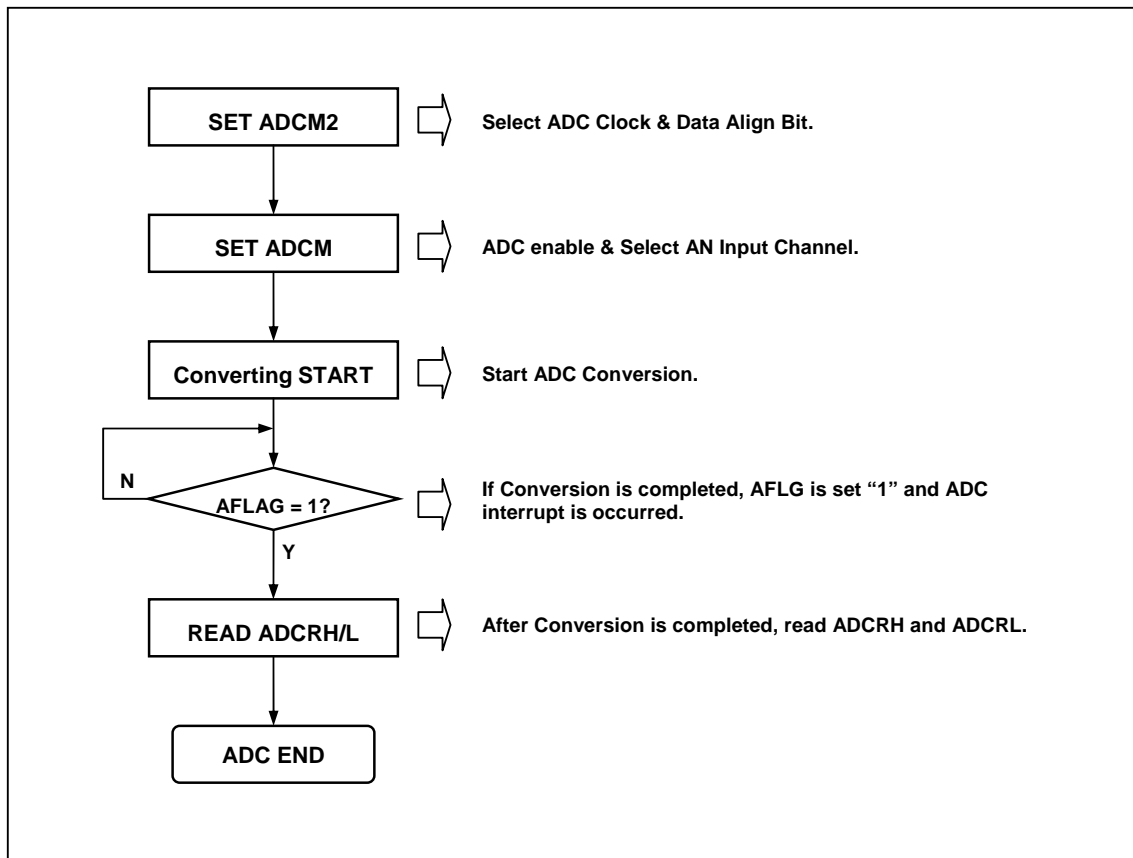 SET ADCM2
Select ADC Clock & Data Align Bit.
SET ADCM
ADC enable & Select AN Input Channel.
Converting START
Start ADC Conversion.
N
AFLAG = 1?
If Conversion is completed, AFLG is set “1” and ADC
interrupt is occurred.
Y
READ ADCRH/L
After Conversion is completed, read ADCRH and ADCRL.
ADC END